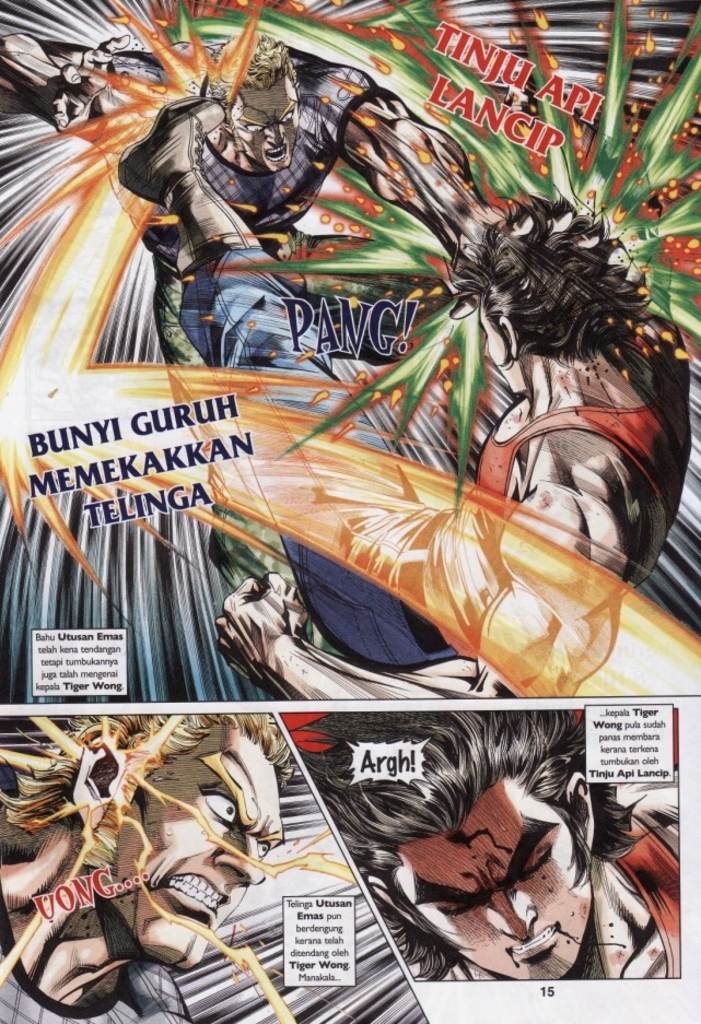 TINJU API
LANCIP
PANG!
BUNYI GURUH
MEMEKAKKAN
TELINGA
Bahu Utusan Emas
telah kena tendangan
tetapi tumbukannya
juga telah mengenai
kepala Tiger Wong.
UONG....
Telinga Utusan
Emas pun
berdengung
kerana telah
ditendang oleh
Tiger Wong.
Manakala...
Argh!
...kepala Tiger
Wong pula sudah
panas membara
kerana terkena
tumbukan oleh
Tinju Api Lancip.
15